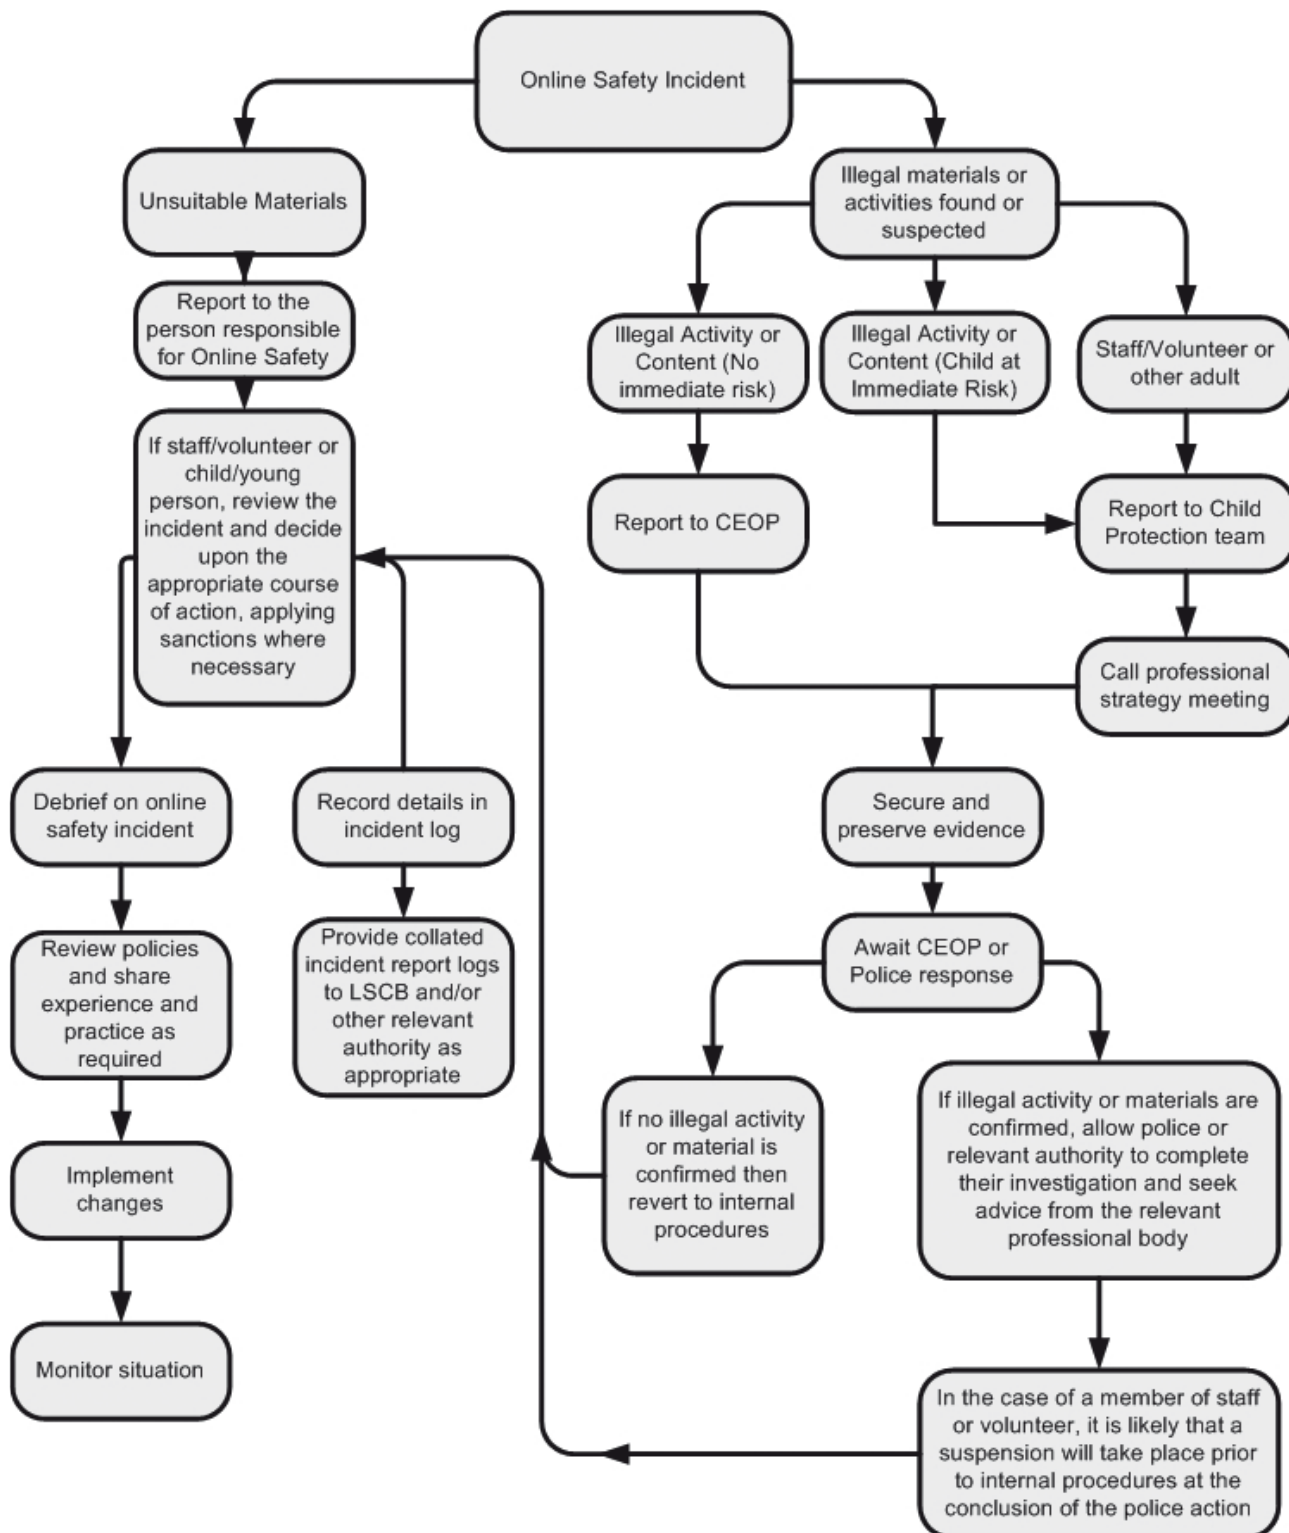 Online Safety Incident
Unsuitable Materials
Illegal materials or
activities found or
suspected
Report to the
person responsible
for Online Safety
Illegal Activity or
Content (No
immediate risk)
Illegal Activity or
Content (Child at
Immediate Risk)
Staff/Volunteer or
other adult
If staff/volunteer or
child/young
person, review the
incident and decide
upon the
appropriate course
of action, applying
sanctions where
necessary
Report to CEOP
Report to Child
Protection team
Call professional
strategy meeting
Debrief on online
safety incident
Record details in
incident log
Secure and
preserve evidence
Review policies
and share
experience and
practice as
required
Provide collated
incident report logs
to LSCB and/or
other relevant
authority as
appropriate
Await CEOP or
Police response
If no illegal activity
or material is
confirmed then
revert to internal
procedures
If illegal activity or materials are
confirmed, allow police or
relevant authority to complete
their investigation and seek
advice from the relevant
professional body
Implement
changes
Monitor situation
In the case of a member of staff
or volunteer, it is likely that a
suspension will take place prior
to internal procedures at the
conclusion of the police action